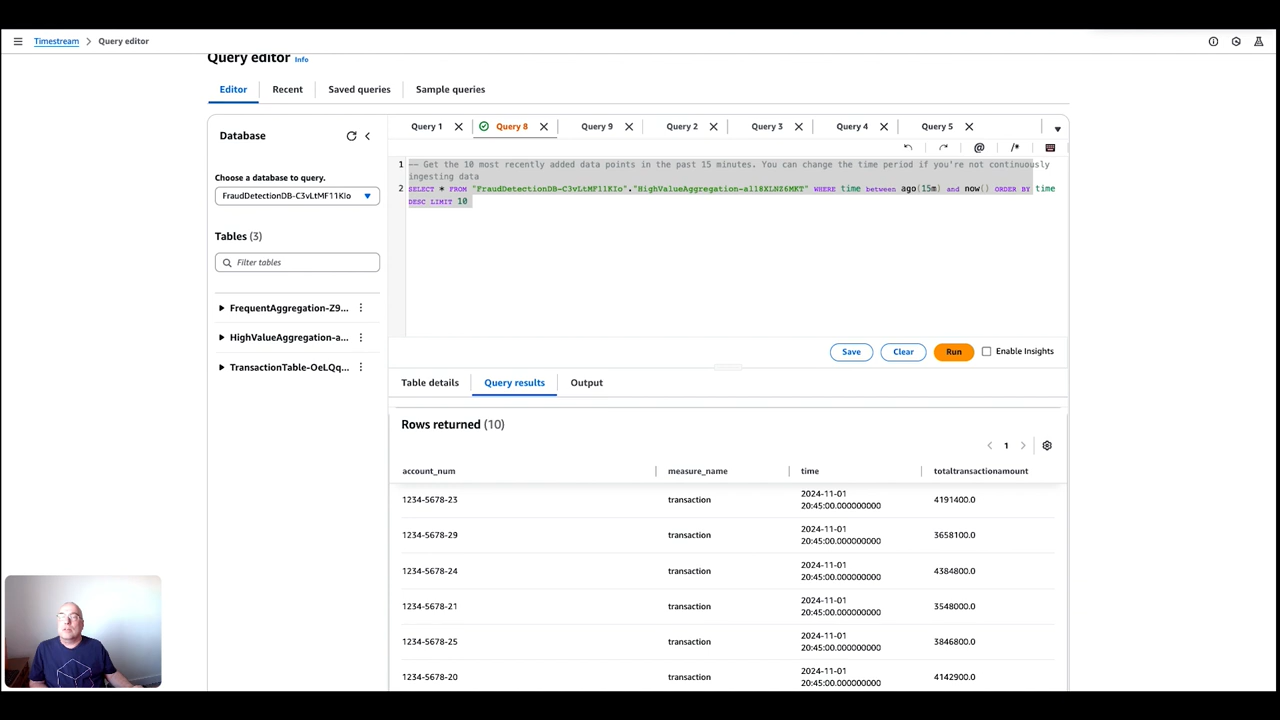 Timestream > Query editor
Query editor Info
Editor Recent Saved queries Sample queries
Database
Choose a database to query.
FraudDetectionDB-C3vLtMF11KIo
Tables (3)
Filter tables
FrequentAggregation-Z9...
HighValueAggregation-a...
TransactionTable-OeLQq...
Query 1 Query 8 Query 9 Query 2 Query 3 Query 4 Query 5
1 -- Get the 10 most recently added data points in the past 15 minutes. You can change the time period if you're not continuously
ingesting data
2 SELECT * FROM "FraudDetectionDB-C3vLtMF11KIo"."HighValueAggregation-al18XLNZ6MKT" WHERE time between ago(15m) and now() ORDER BY time
DESC LIMIT 10
Save Clear Run Enable Insights
Table details Query results Output
Rows returned (10)
1
account_num measure_name time totaltransactionamount
1234-5678-23 transaction 2024-11-01 20:45:00.000000000 4191400.0
1234-5678-29 transaction 2024-11-01 20:45:00.000000000 3658100.0
1234-5678-24 transaction 2024-11-01 20:45:00.000000000 4384800.0
1234-5678-21 transaction 2024-11-01 20:45:00.000000000 3548000.0
1234-5678-25 transaction 2024-11-01 20:45:00.000000000 3846800.0
1234-5678-20 transaction 2024-11-01 20:45:00.000000000 4142900.0